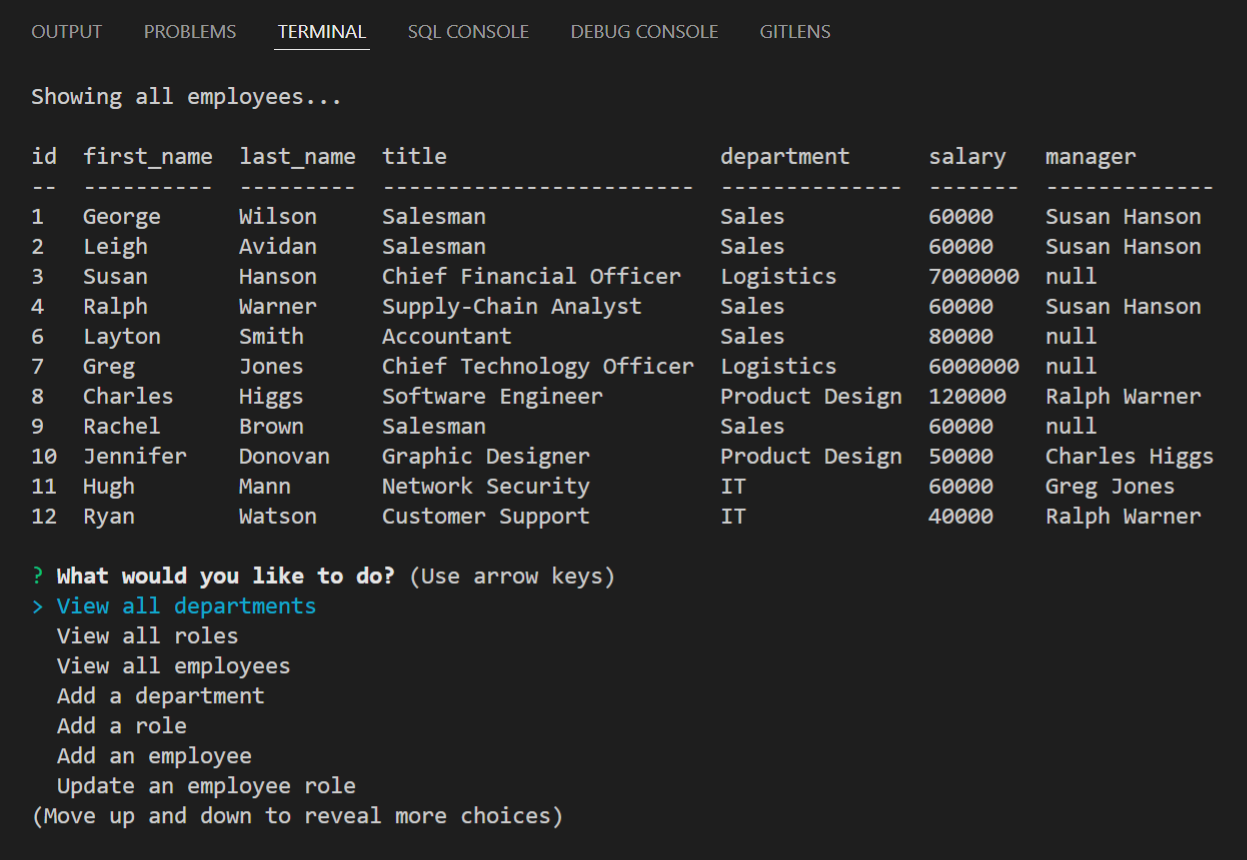 OUTPUT PROBLEMS TERMINAL SQL CONSOLE DEBUG CONSOLE GITLENS
Showing all employees...
id  first_name  last_name  title                     department      salary   manager
--  ----------  ---------  ------------------------  --------------  -------  -------------
1   George      Wilson     Salesman                  Sales           60000    Susan Hanson
2   Leigh       Avidan     Salesman                  Sales           60000    Susan Hanson
3   Susan       Hanson     Chief Financial Officer   Logistics       7000000  null
4   Ralph       Warner     Supply-Chain Analyst      Sales           60000    Susan Hanson
6   Layton      Smith      Accountant                Sales           80000    null
7   Greg        Jones      Chief Technology Officer  Logistics       6000000  null
8   Charles     Higgs      Software Engineer         Product Design  120000   Ralph Warner
9   Rachel      Brown      Salesman                  Sales           60000    null
10  Jennifer    Donovan    Graphic Designer          Product Design  50000    Charles Higgs
11  Hugh        Mann       Network Security          IT              60000    Greg Jones
12  Ryan        Watson     Customer Support          IT              40000    Ralph Warner
? What would you like to do? (Use arrow keys)
> View all departments
  View all roles
  View all employees
  Add a department
  Add a role
  Add an employee
  Update an employee role
(Move up and down to reveal more choices)